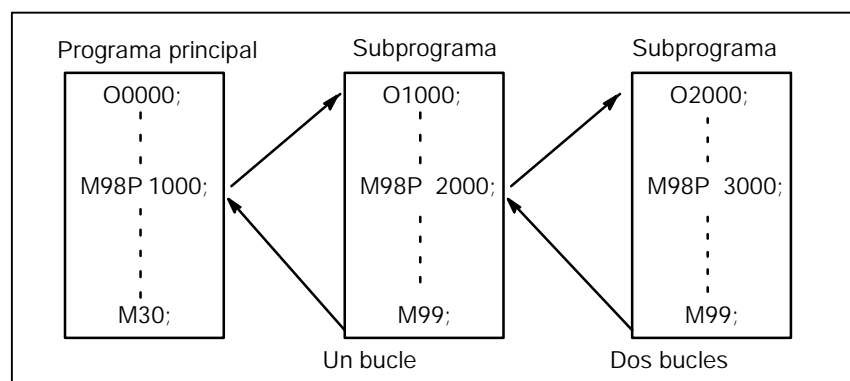 Programa principal
O0000;
M98P 1000;
M30;
Subprograma
O1000;
M98P 2000;
M99;
Un bucle
Subprograma
O2000;
M98P 3000;
M99;
Dos bucles